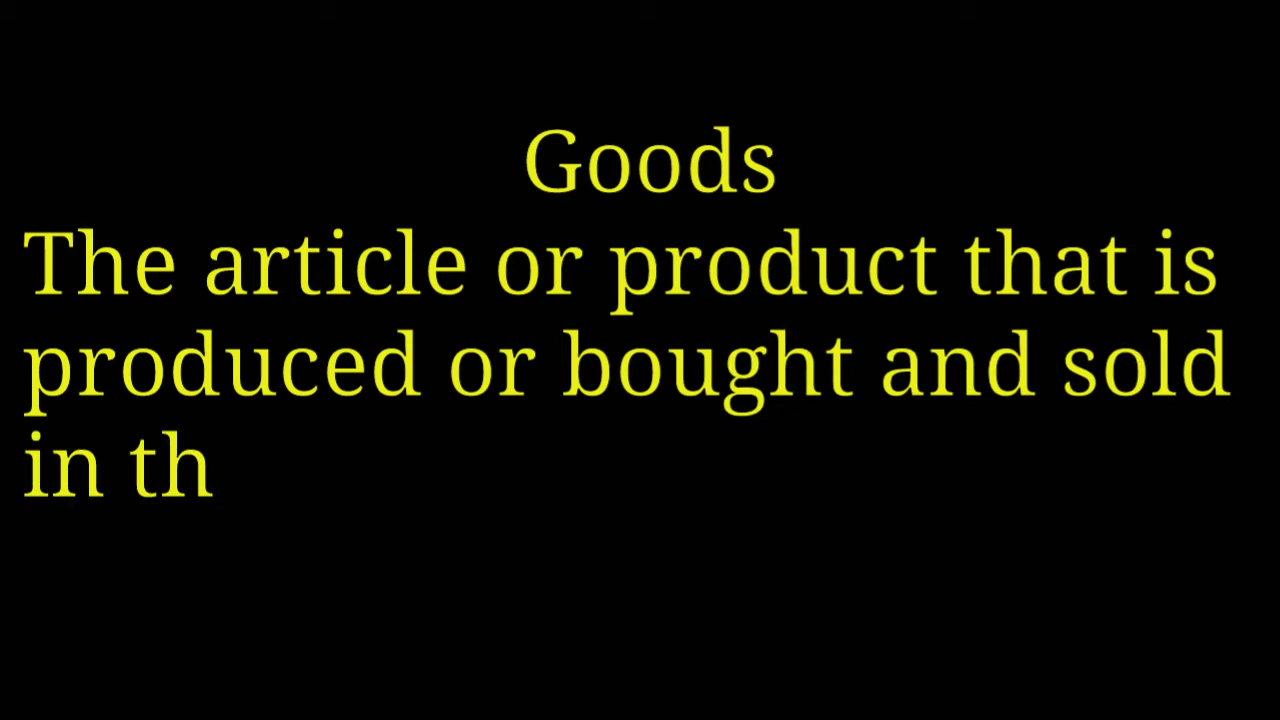 Goods
The article or product that is
produced or bought and sold
in th